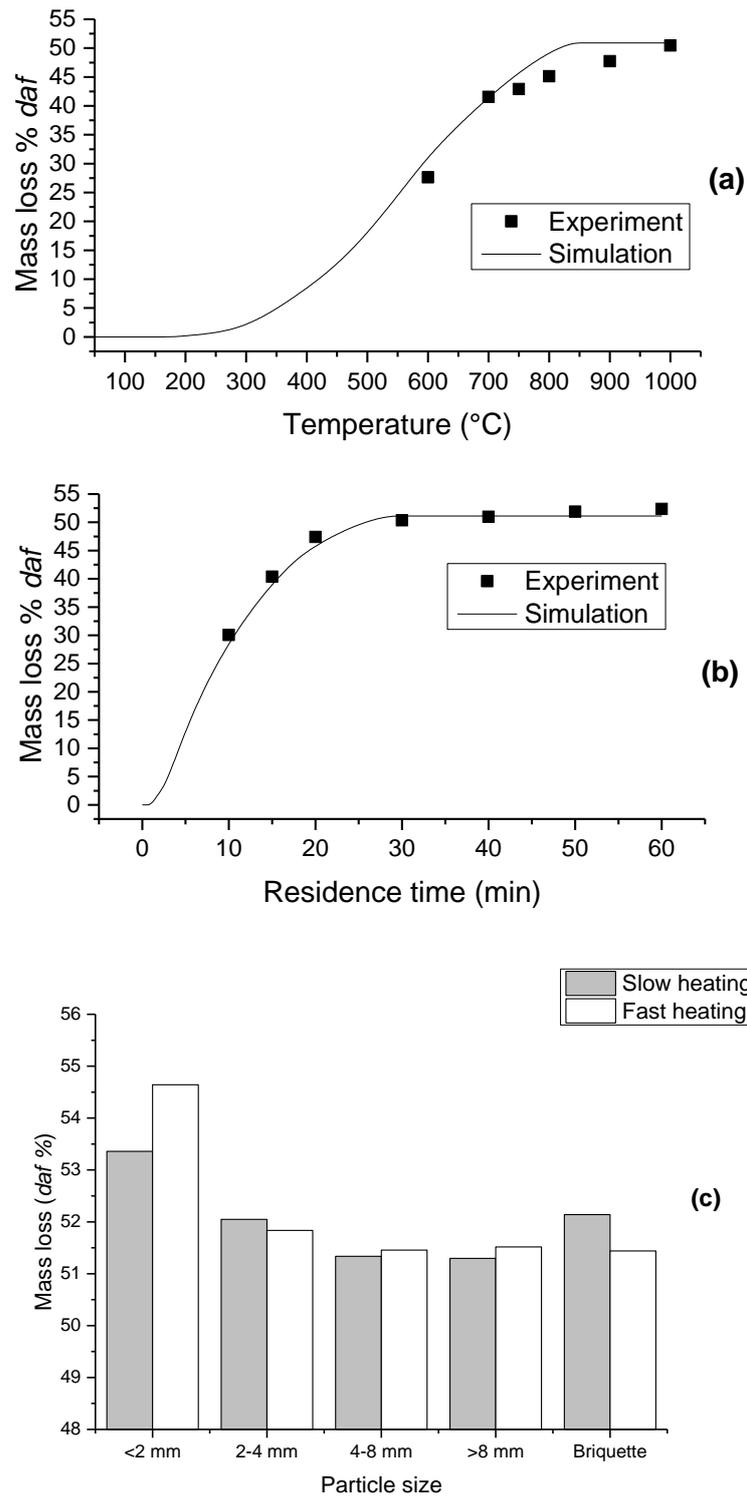 55
50
45
40
35
30
25
20
15
10
5
0
Mass loss % daf
100 200 300 400 500 600 700 800 900 1000
Temperature (°C)
Experiment
Simulation
(a)
55
50
45
40
35
30
25
20
15
10
5
0
Mass loss % daf
0 10 20 30 40 50 60
Residence time (min)
Experiment
Simulation
(b)
Slow heating
Fast heating
56
55
54
53
52
51
50
49
48
Mass loss (daf %)
<2 mm 2-4 mm 4-8 mm >8 mm Briquette
Particle size
(c)